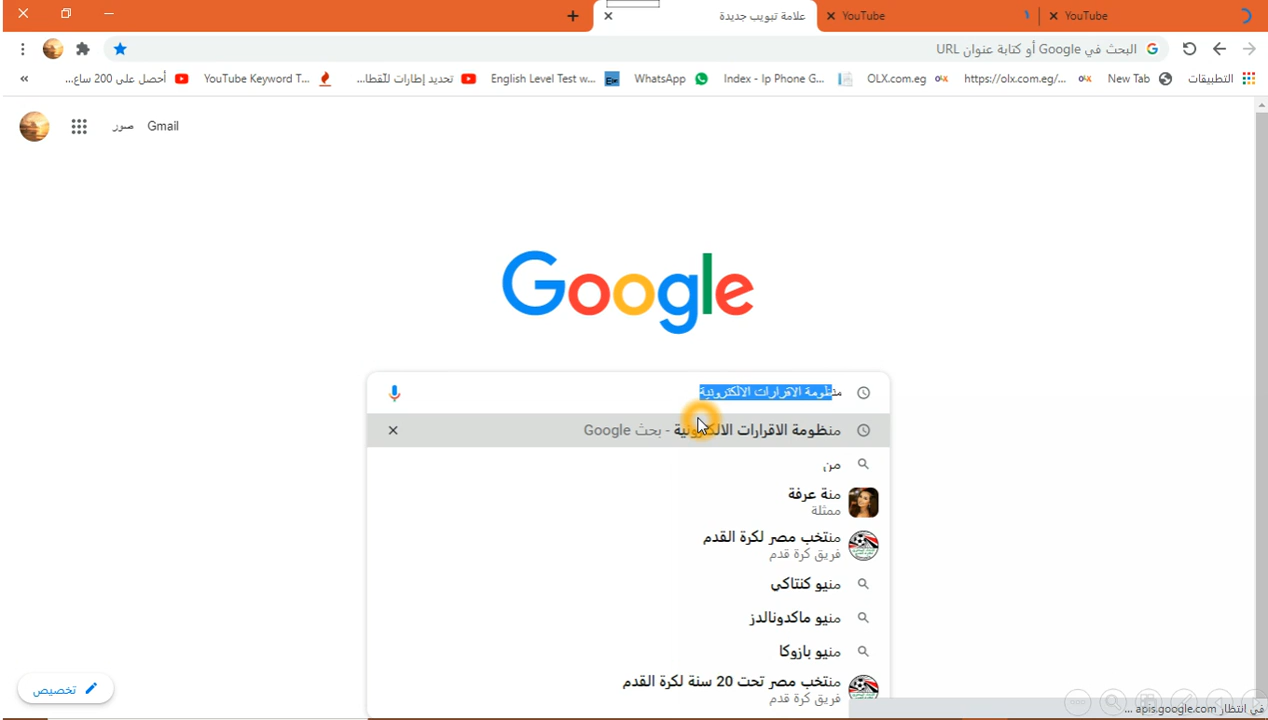 YouTube
YouTube
علامة تبويب جديدة
البحث في Google أو كتابة عنوان URL
التطبيقات
New Tab
https://olx.com.eg/...
OLX.com.eg
Index - Ip Phone G...
WhatsApp
English Level Test w...
تحديد إطارات للّقطا...
YouTube Keyword T...
أحصل على 200 ساع...
«
Gmail
صور
Google
منظومة الاقرارات الالكترونية
منظومة الاقرارات الالكترونية - بحث Google
من
منة عرفة
ممثلة
منتخب مصر لكرة القدم
فريق كرة قدم
منيو كنتاكي
منيو ماكدونالدز
منيو بازوكا
منتخب مصر تحت 20 سنة لكرة القدم
فريق كرة قدم
تخصيص
في انتظار apis.google.com ...